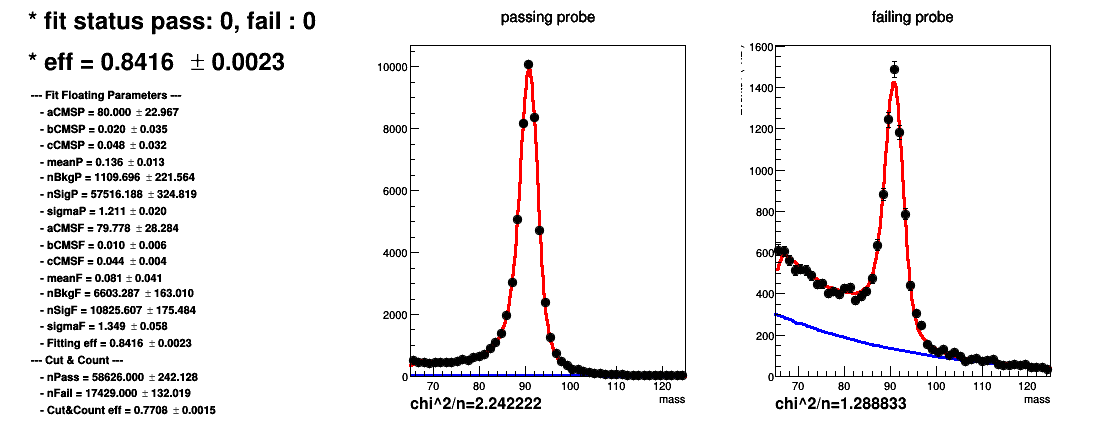 * fit status pass: 0, fail : 0
* eff = 0.8416 ± 0.0023
--- Fit Floating Parameters ---
- aCMSP = 80.000 ± 22.967
- bCMSP = 0.020 ± 0.035
- cCMSP = 0.048 ± 0.032
- meanP = 0.136 ± 0.013
- nBkgP = 1109.696 ± 221.564
- nSigP = 57516.188 ± 324.819
- sigmaP = 1.211 ± 0.020
- aCMSF = 79.778 ± 28.284
- bCMSF = 0.010 ± 0.006
- cCMSF = 0.044 ± 0.004
- meanF = 0.081 ± 0.041
- nBkgF = 6603.287 ± 163.010
- nSigF = 10825.607 ± 175.484
- sigmaF = 1.349 ± 0.058
- Fitting eff = 0.8416 ± 0.0023
--- Cut & Count ---
- nPass = 58626.000 ± 242.128
- nFail = 17429.000 ± 132.019
- Cut&Count eff = 0.7708 ± 0.0015
passing probe
10000
8000
6000
4000
2000
0
70 80 90 100 110 120
mass
chi^2/n=2.242222
failing probe
1600
1400
1200
1000
800
600
400
200
0
70 80 90 100 110 120
mass
chi^2/n=1.288833